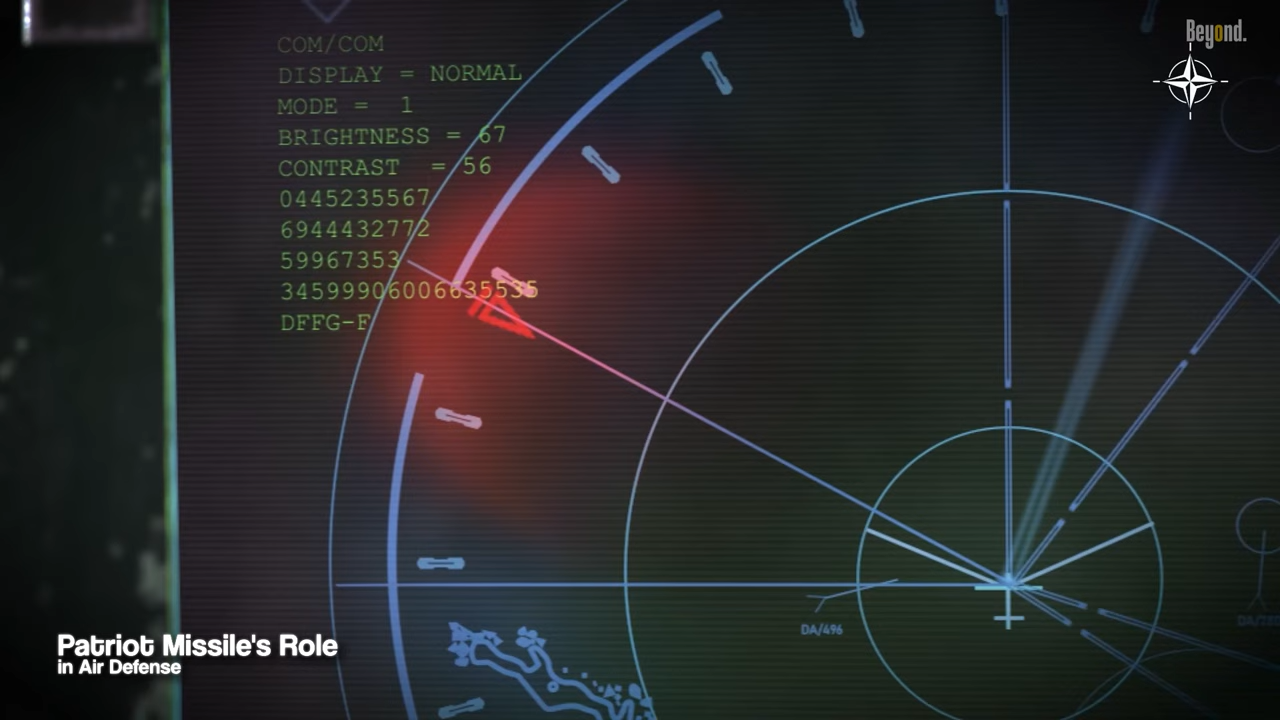 COM/COM
DISPLAY = NORMAL
MODE = 1
BRIGHTNESS = 67
CONTRAST = 56
0445235567
6944432772
59967353
34599906006635535
DFFG-F
Beyond.
DA/496
Patriot Missile's Role
in Air Defense